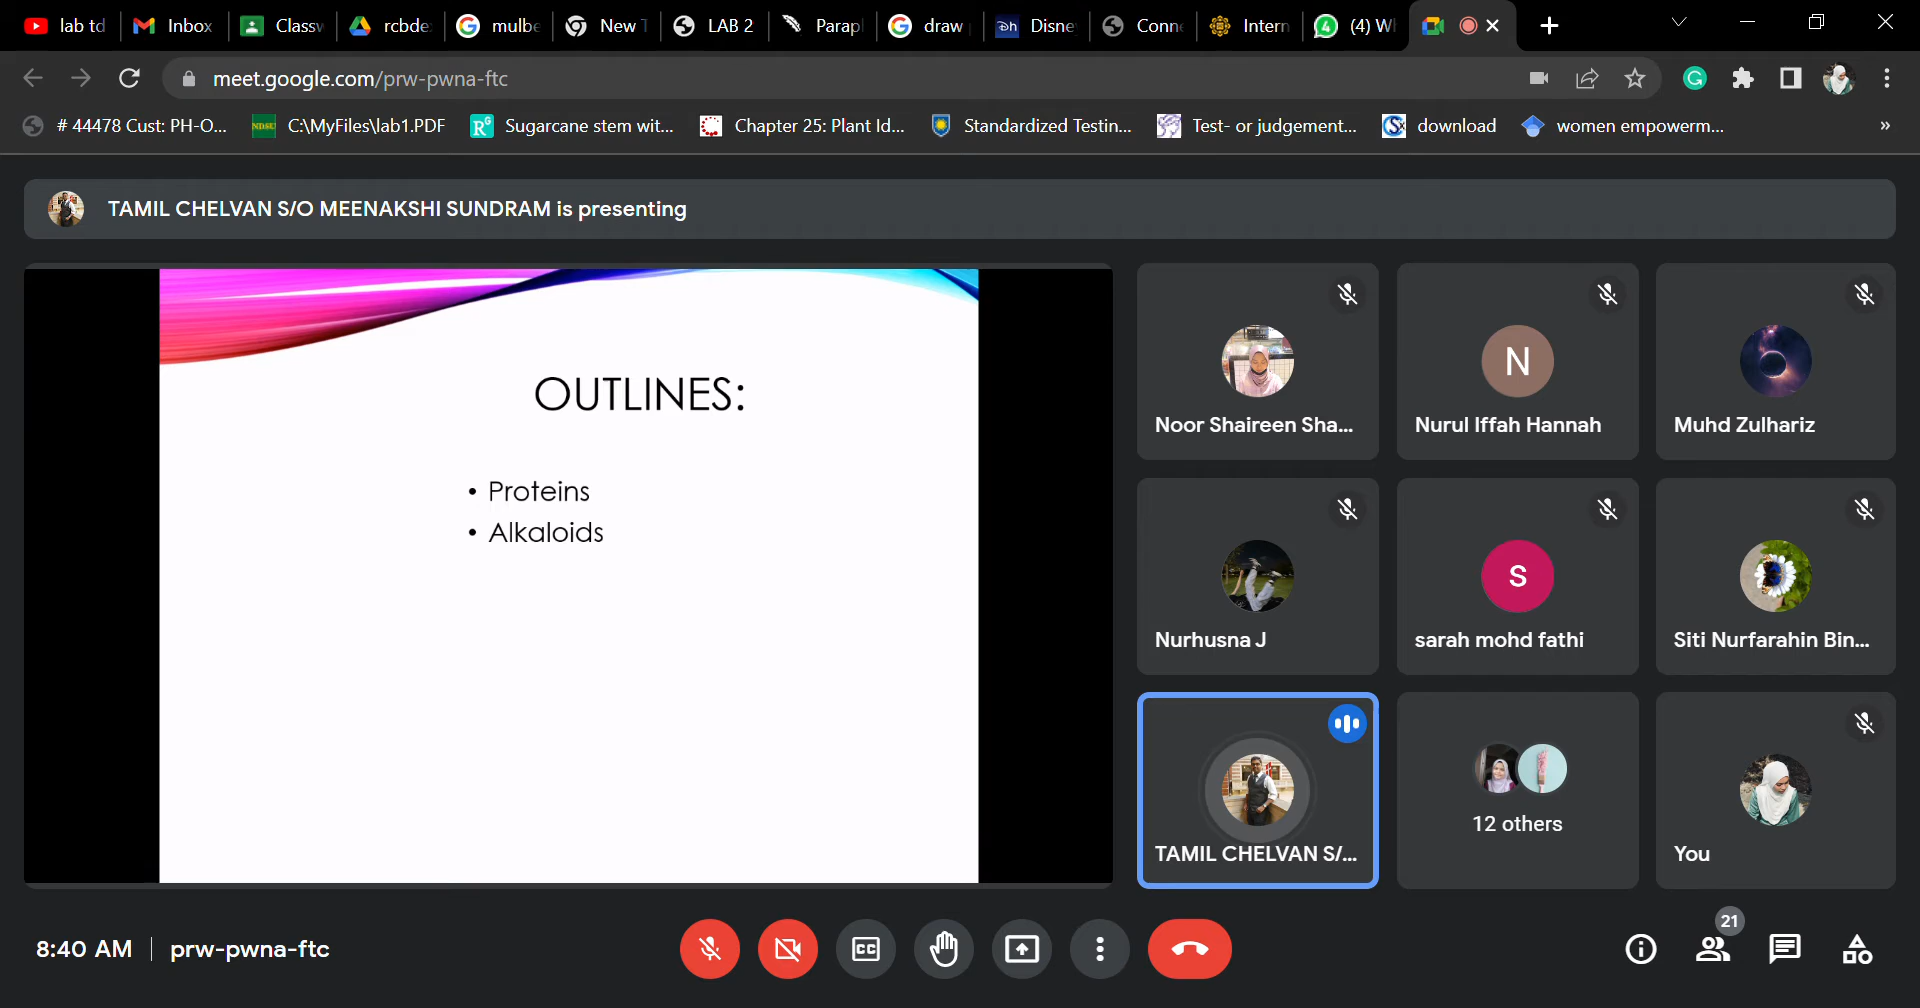 lab td
Inbox
Classw
rcbde
mulbe
New T
LAB 2
Parap
draw
Disne
Conne
Intern
(4) Wh
meet.google.com/prw-pwna-ftc
# 44478 Cust: PH-O...
C:\MyFiles\lab1.PDF
Sugarcane stem wit...
Chapter 25: Plant Id...
Standardized Testin...
Test- or judgement...
download
women empowerm...
»
TAMIL CHELVAN S/O MEENAKSHI SUNDRAM is presenting
OUTLINES:
• Proteins
• Alkaloids
Noor Shaireen Sha...
N
Nurul Iffah Hannah
Muhd Zulhariz
Nurhusna J
s
sarah mohd fathi
Siti Nurfarahin Bin...
TAMIL CHELVAN S/...
12 others
You
8:40 AM
prw-pwna-ftc
CC
21